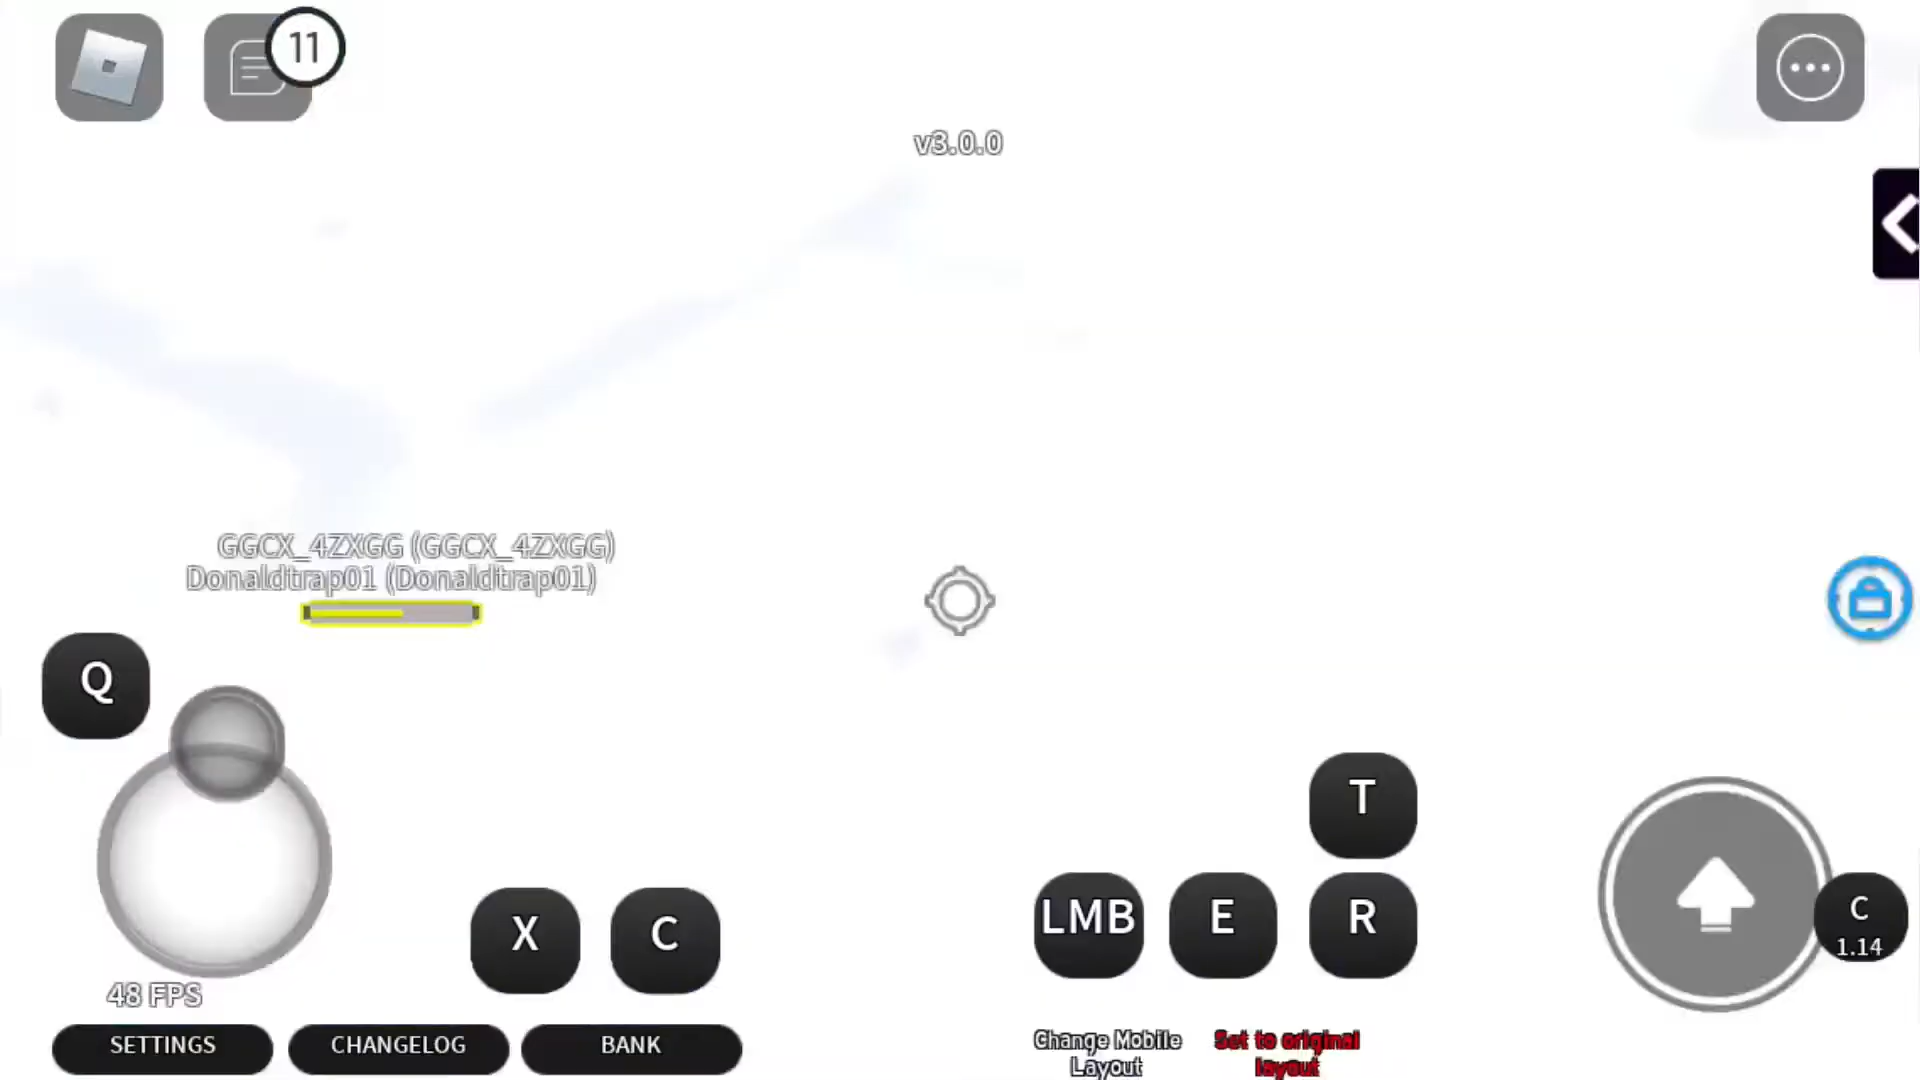 11
v3.0.0
GGCX_4ZXGG (GGCX_4ZXGG)
Donaldtrap01 (Donaldtrap01)
Q
T
X
C
LMB
E
R
C
1.14
48 FPS
SETTINGS
CHANGELOG
BANK
Change Mobile
Layout
Set to original
layout